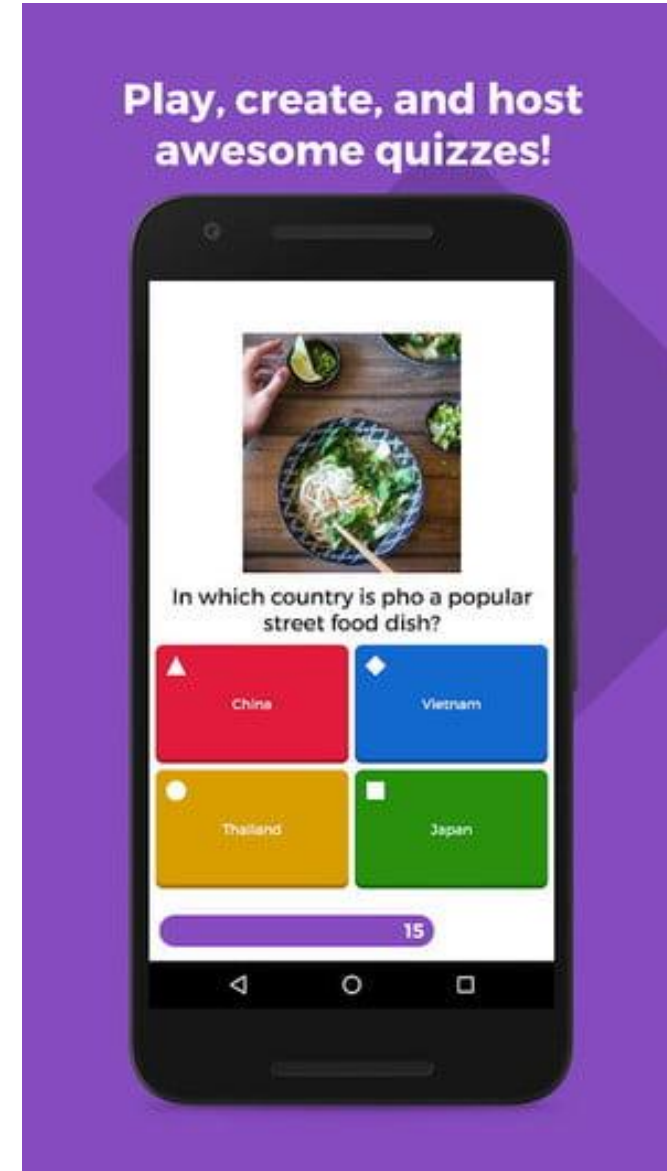 Play, create, and host
awesome quizzes!
In which country is pho a popular
street food dish?
China
Vietnam
Thailand
Japan
15